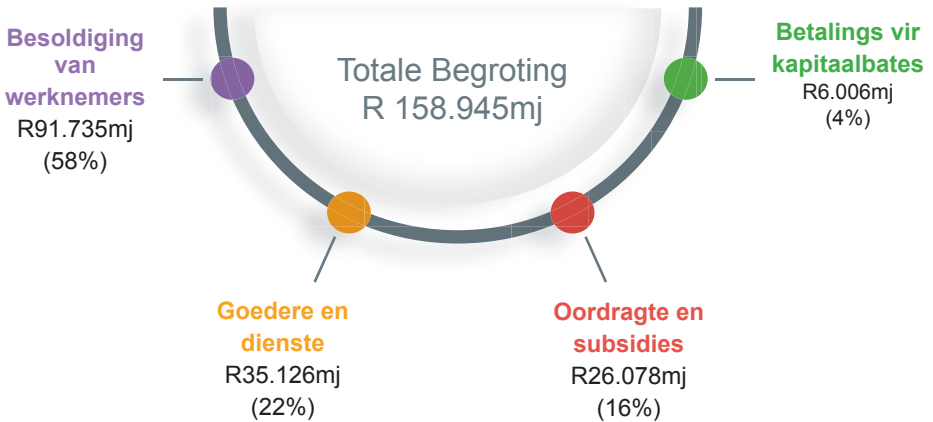 Totale Begroting
R 158.945mj
Besoldiging
van
werknemers
R91.735mj
(58%)
Goedere en
dienste
R35.126mj
(22%)
Oordragte en
subsidies
R26.078mj
(16%)
Betalings vir
kapitaalbates
R6.006mj
(4%)